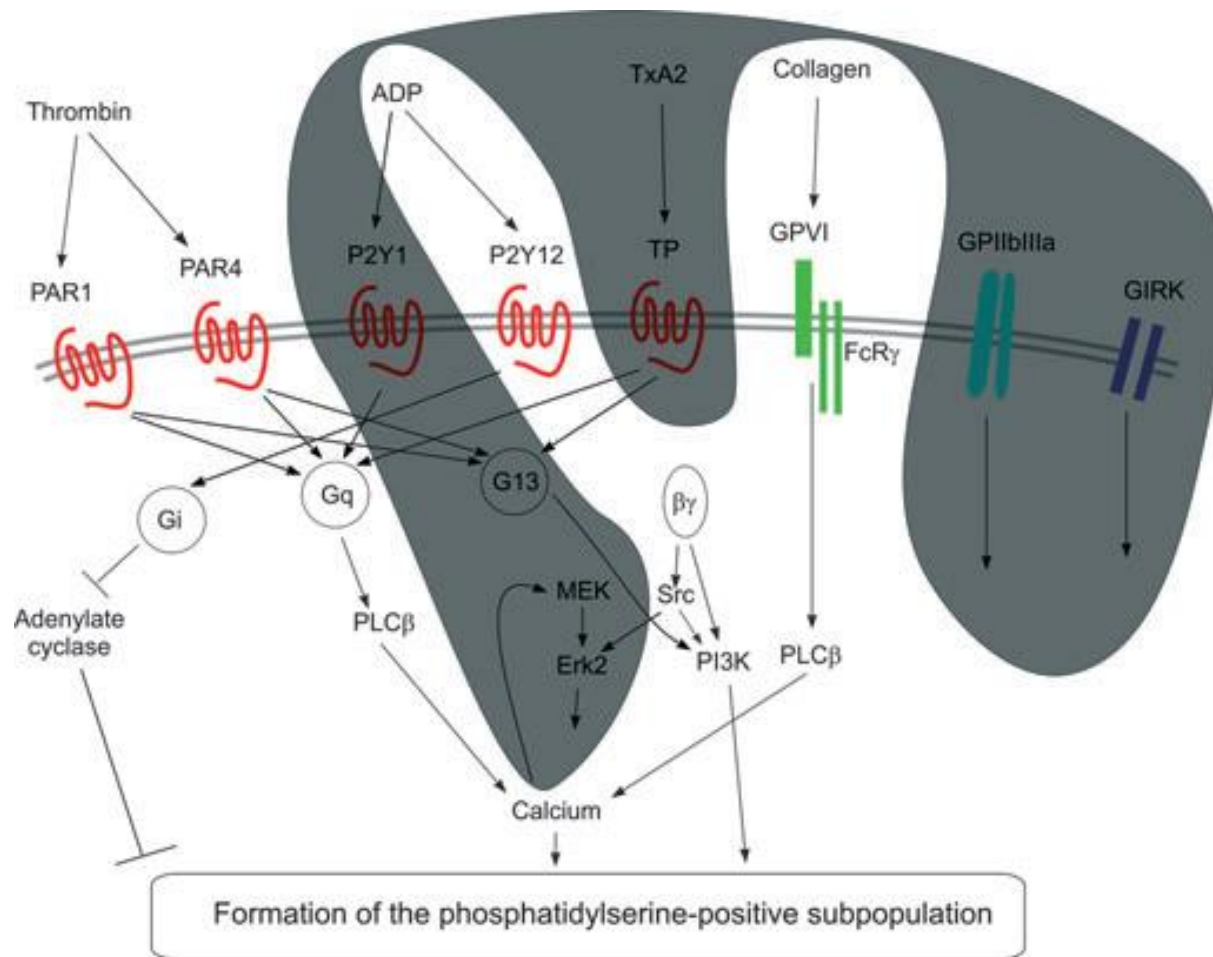 Thrombin
ADP
TxA2
Collagen
PAR1
PAR4
P2Y1
P2Y12
TP
GPVI
FcRγ
GPIIbIIIa
GIRK
Gi
Gq
G13
βγ
Adenylate
cyclase
PLCβ
MEK
Src
Erk2
PI3K
PLCβ
Calcium
Formation of the phosphatidylserine-positive subpopulation